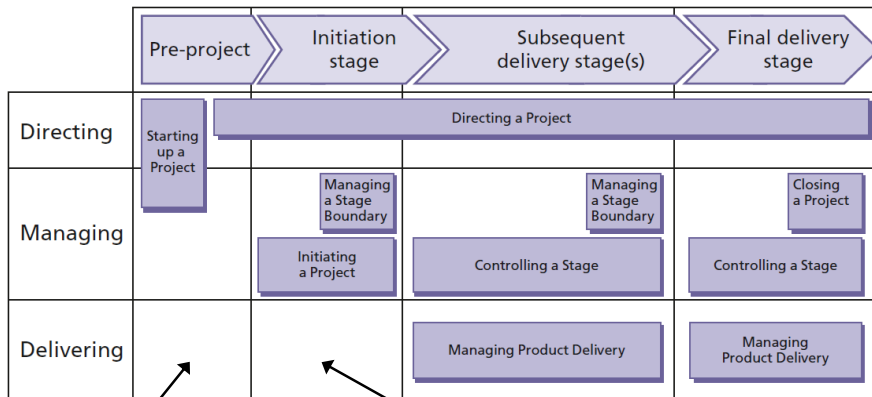 Pre-project
Initiation
stage
Subsequent
delivery stage(s)
Final delivery
stage
Directing
Starting
up a
Project
Directing a Project
Managing
Managing
a Stage
Boundary
Managing
a Stage
Boundary
Closing
a Project
Initiating
a Project
Controlling a Stage
Controlling a Stage
Delivering
Managing Product Delivery
Managing
Product Delivery